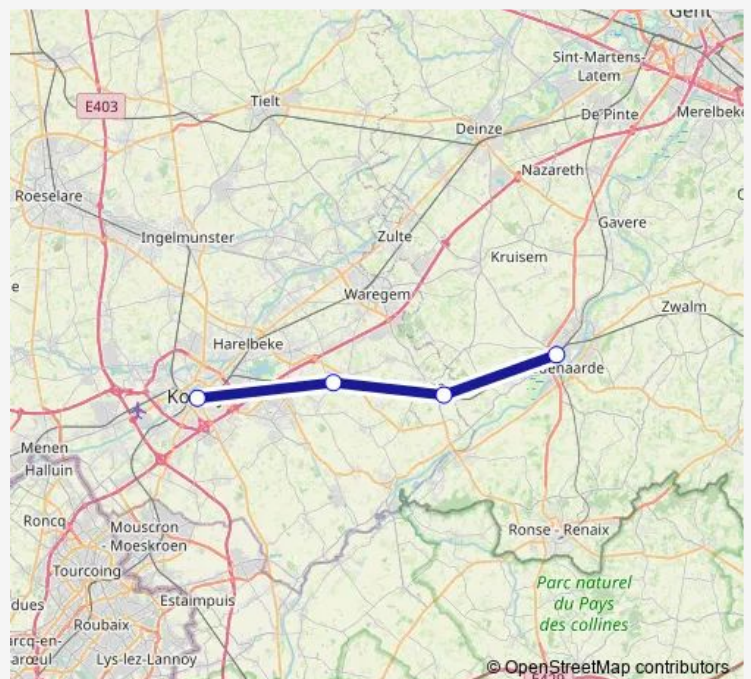 Gent
Sint-Martens-
Latem
E403
Tielt
De Pinte
Merelbeke
Deinze
Nazareth
Roeselare
Gavere
Ingelmunster
Zulte
Kruisem
Waregem
Zwalm
Harelbeke
Menen
Halluin
Roncq
Mouscron
- Moeskroen
Ronse - Renaix
Tourcoing
Parc naturel
du Pays
des collines
Estaimpuis
Roubaix
Lys-lez-Lannoy
© OpenStreetMap contributors